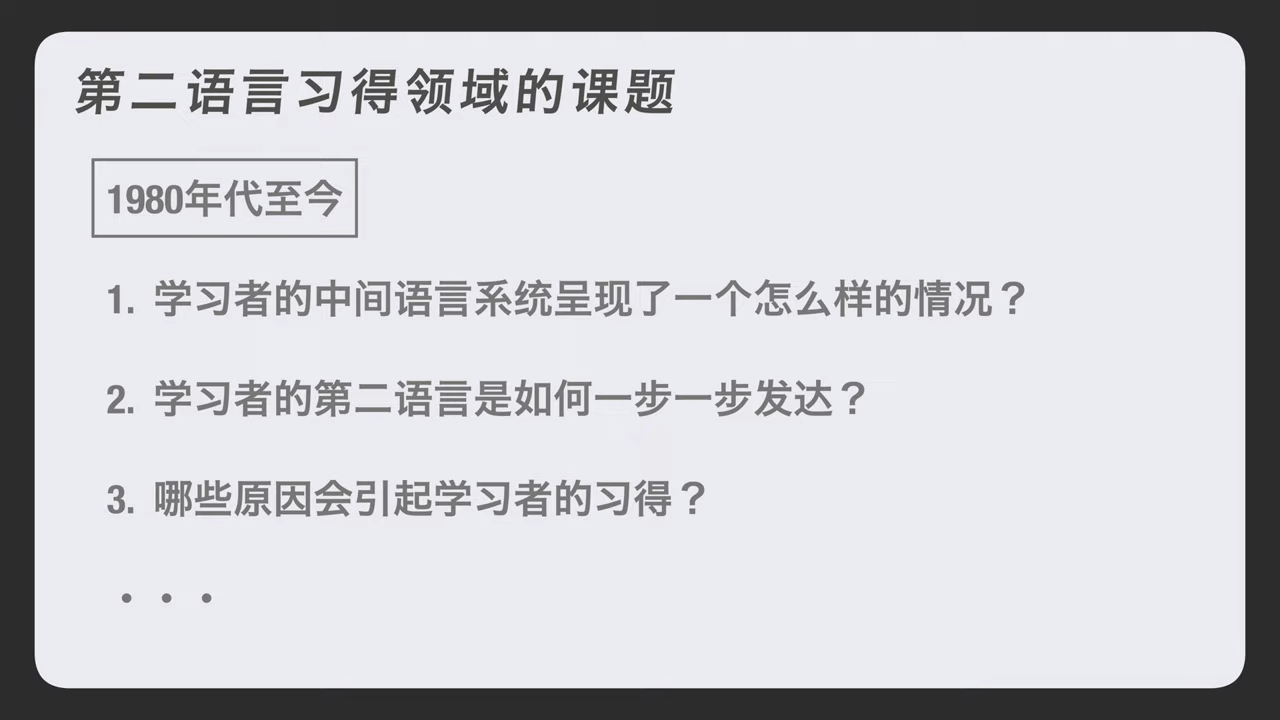 第二语言习得领域的课题
1980年代至今
1. 学习者的中间语言系统呈现了一个怎么样的情况？
2. 学习者的第二语言是如何一步一步发达？
3. 哪些原因会引起学习者的习得？
・・・